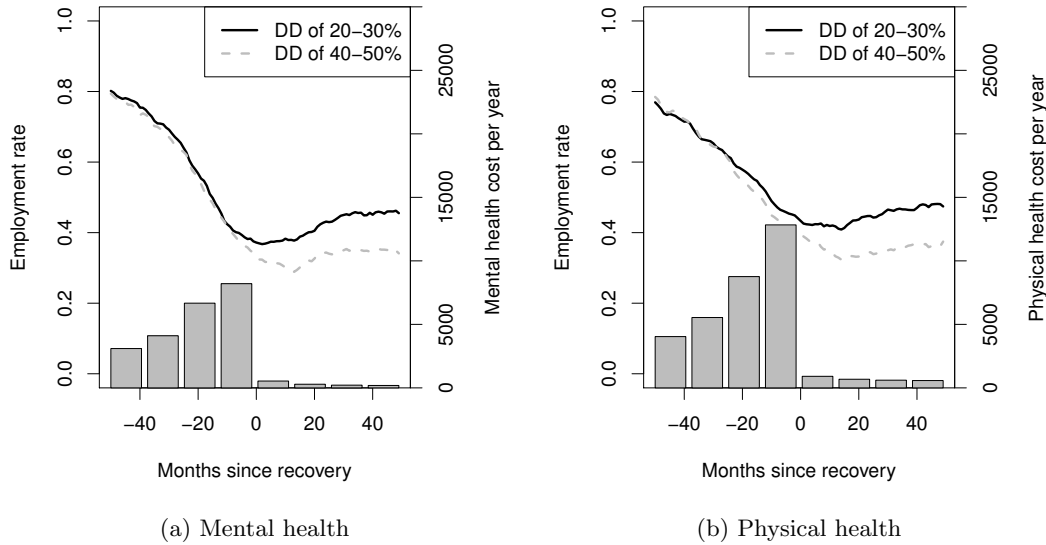 DD of 20−30%
DD of 40−50%
1.0
0.8
0.6
0.4
0.2
0.0
Employment rate
25000
15000
5000
0
Mental health cost per year
−40 −20 0 20 40
Months since recovery
(a) Mental health
DD of 20−30%
DD of 40−50%
1.0
0.8
0.6
0.4
0.2
0.0
Employment rate
25000
15000
5000
0
Physical health cost per year
−40 −20 0 20 40
Months since recovery
(b) Physical health